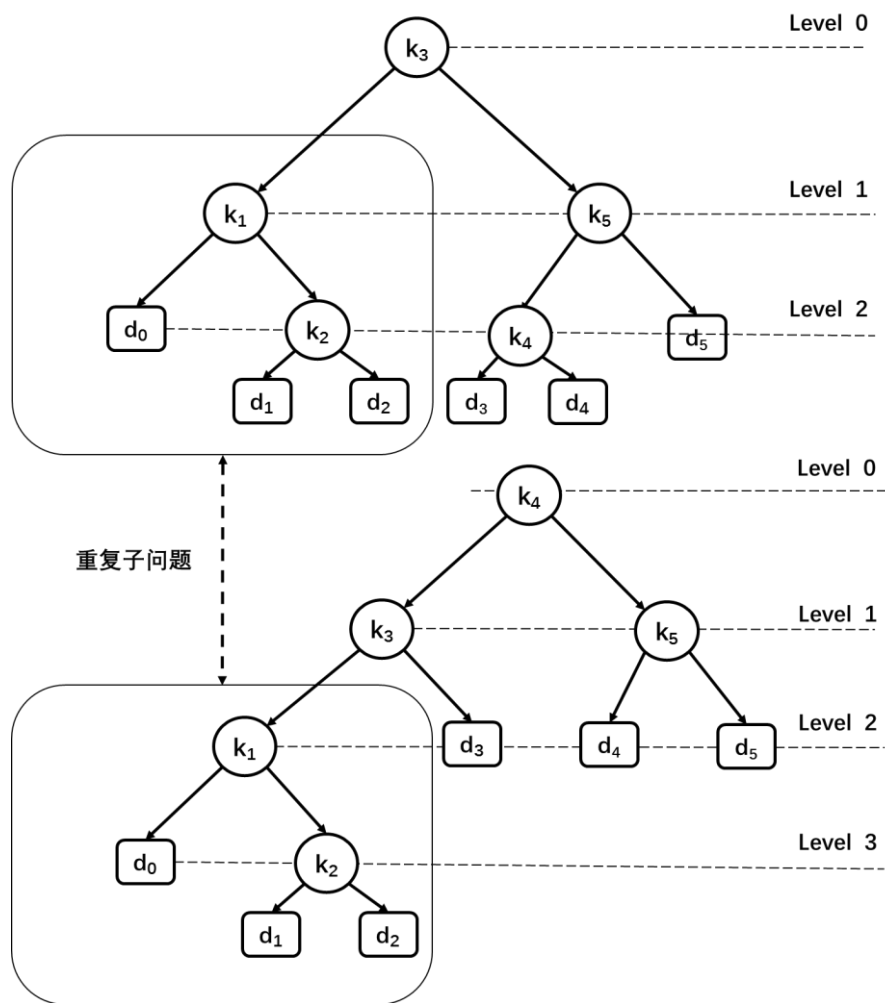 Level 0
k₃
Level 1
k₁
k₅
Level 2
d₀
k₂
k₄
d₅
d₁
d₂
d₃
d₄
Level 0
k₄
重复子问题
Level 1
k₃
k₅
Level 2
k₁
d₃
d₄
d₅
Level 3
d₀
k₂
d₁
d₂